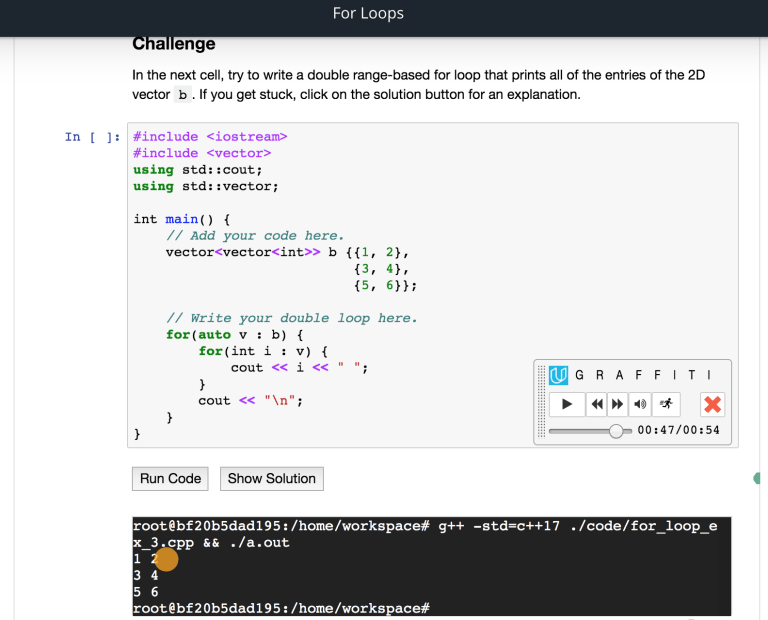 For Loops
Challenge
In the next cell, try to write a double range-based for loop that prints all of the entries of the 2D
vector b . If you get stuck, click on the solution button for an explanation.
In [ ]:
#include <iostream>
#include <vector>
using std::cout;
using std::vector;
int main() {
// Add your code here.
vector<vector<int>> b {{1, 2},
{3, 4},
{5, 6}};
// Write your double loop here.
for(auto v : b) {
for(int i : v) {
cout << i << " ";
}
cout << "\n";
}
}
G R A F F I T I
00:47/00:54
Run Code Show Solution
root@bf20b5dad195:/home/workspace# g++ -std=c++17 ./code/for_loop_e
x_3.cpp && ./a.out
1 2
3 4
5 6
root@bf20b5dad195:/home/workspace#